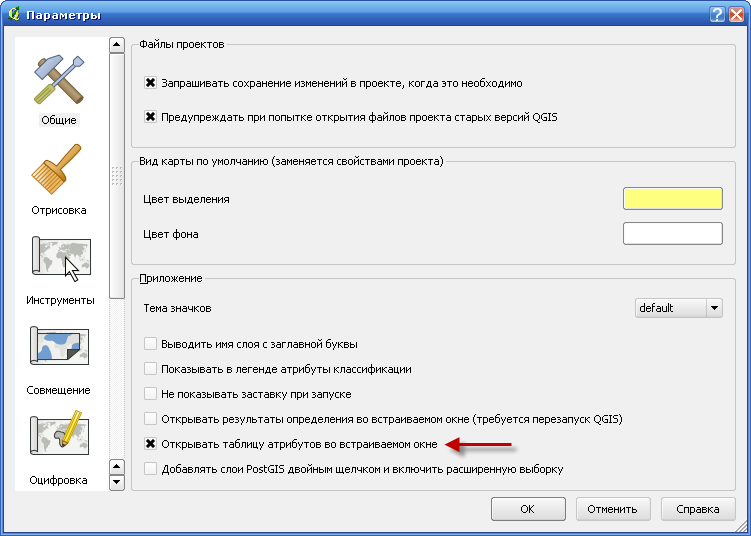 Параметры
Общие
Отрисовка
Инструменты
Совмещение
Оцифровка
Файлы проектов
Запрашивать сохранение изменений в проекте, когда это необходимо
Предупреждать при попытке открытия файлов проекта старых версий QGIS
Вид карты по умолчанию (заменяется свойствами проекта)
Цвет выделения
Цвет фона
Приложение
Тема значков
default
Выводить имя слоя с заглавной буквы
Показывать в легенде атрибуты классификации
Не показывать заставку при запуске
Открывать результаты определения во встраиваемом окне (требуется перезапуск QGIS)
Открывать таблицу атрибутов во встраиваемом окне
Добавлять слои PostGIS двойным щелчком и включить расширенную выборку
OK
Отменить
Справка